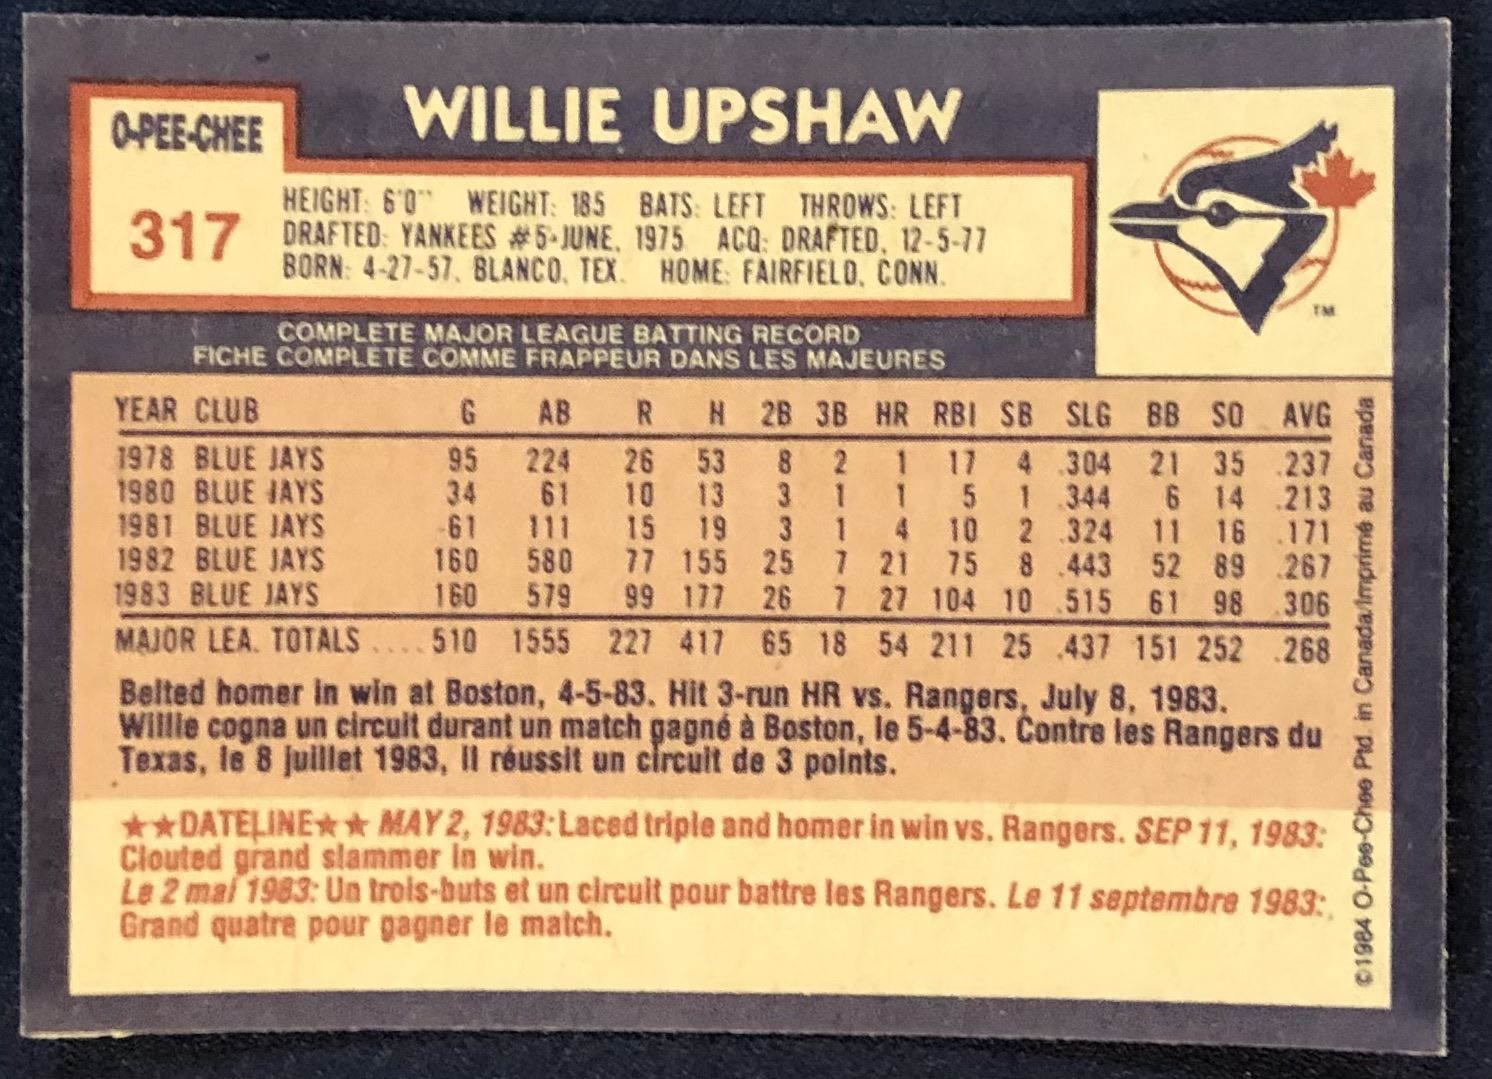 O-PEE-CHEE
317
WILLIE UPSHAW
HEIGHT: 6'0" WEIGHT: 185 BATS: LEFT THROWS: LEFT
DRAFTED: YANKEES #5-JUNE, 1975 ACQ: DRAFTED, 12-5-77
BORN: 4-27-57, BLANCO, TEX. HOME: FAIRFIELD, CONN.
TM
COMPLETE MAJOR LEAGUE BATTING RECORD
FICHE COMPLETE COMME FRAPPEUR DANS LES MAJEURES
YEAR CLUB G AB R H 2B 3B HR RBI SB SLG BB SO AVG
1978 BLUE JAYS 95 224 26 53 8 2 1 17 4 .304 21 35 .237
1980 BLUE JAYS 34 61 10 13 3 1 1 5 1 .344 6 14 .213
1981 BLUE JAYS 61 111 15 19 3 1 4 10 2 .324 11 16 .171
1982 BLUE JAYS 160 580 77 155 25 7 21 75 8 .443 52 89 .267
1983 BLUE JAYS 160 579 99 177 26 7 27 104 10 .515 61 98 .306
MAJOR LEA. TOTALS .... 510 1555 227 417 65 18 54 211 25 .437 151 252 .268
Belted homer in win at Boston, 4-5-83. Hit 3-run HR vs. Rangers, July 8, 1983.
Willie cogna un circuit durant un match gagné à Boston, le 5-4-83. Contre les Rangers du
Texas, le 8 juillet 1983, il réussit un circuit de 3 points.
★★DATELINE★★ MAY 2, 1983: Laced triple and homer in win vs. Rangers. SEP 11, 1983:
Clouted grand slammer in win.
Le 2 mai 1983: Un trois-buts et un circuit pour battre les Rangers. Le 11 septembre 1983:
Grand quatre pour gagner le match.
©1984 O-Pee-Chee Ptd. in Canada/Imprimé au Canada